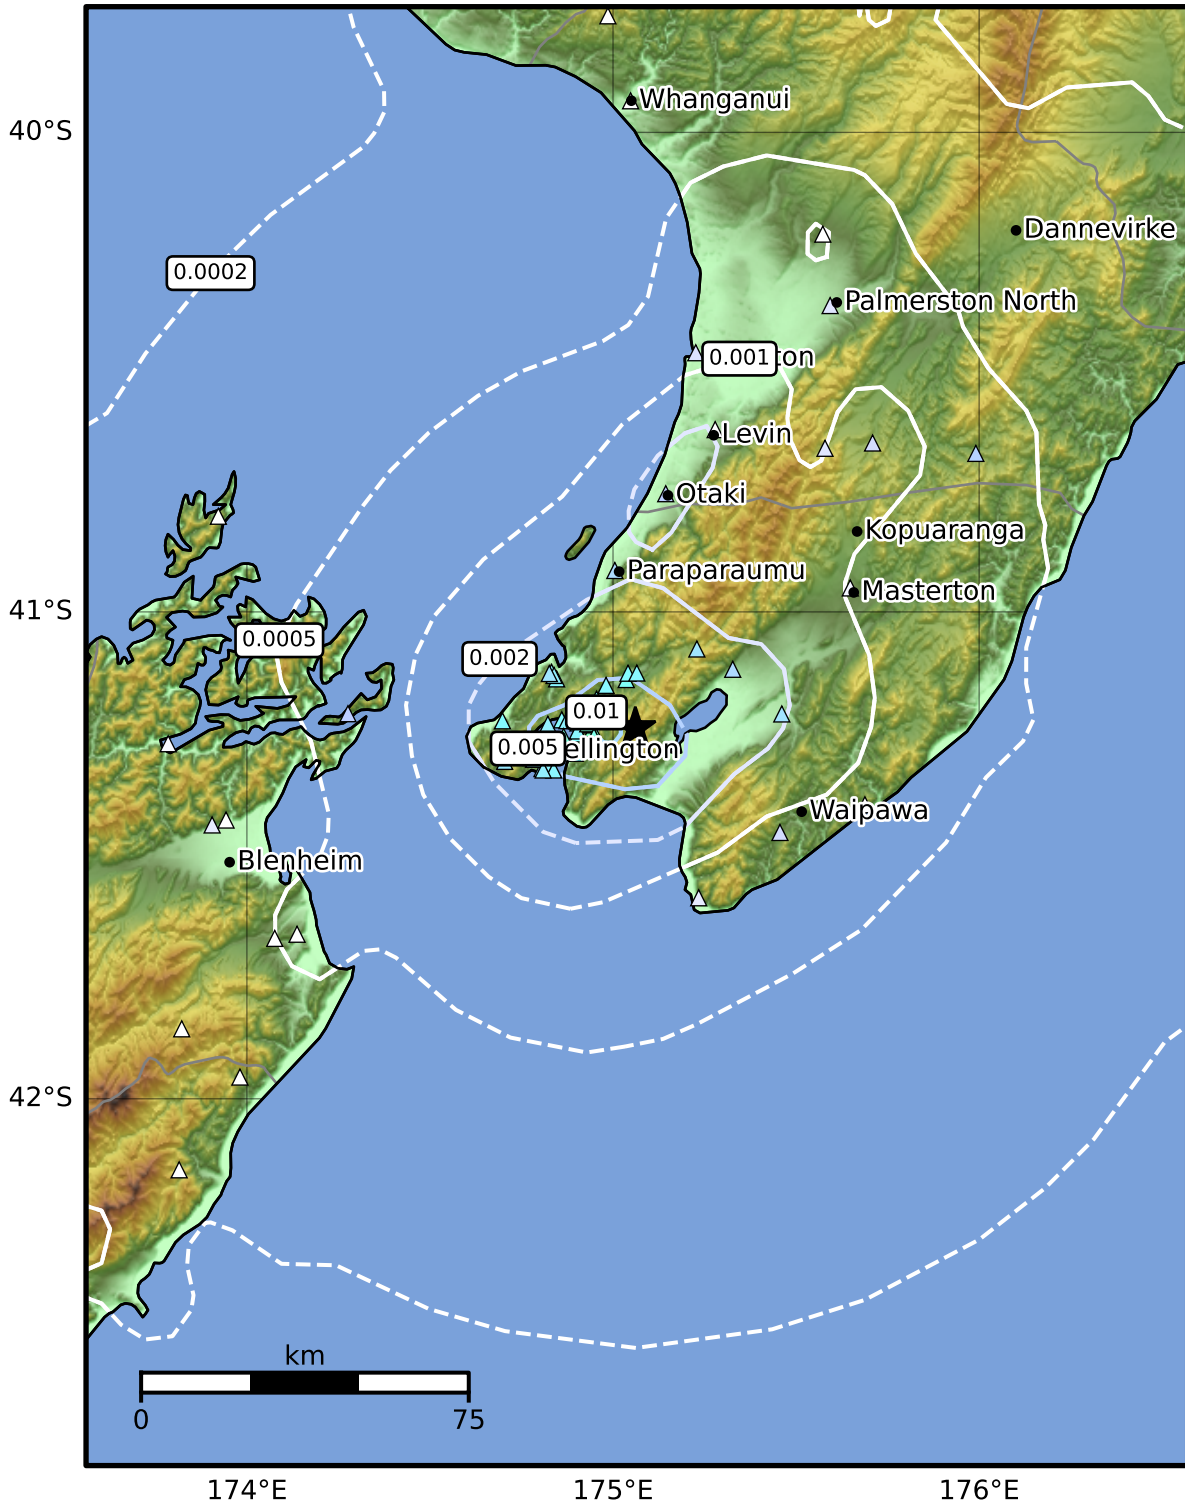 Whanganui
40°S
Dannevirke
0.0002
Palmerston North
0.001
Levin
Otaki
Kopuaranga
Paraparaumu
Masterton
41°S
0.0005
0.002
0.01
0.005
ellington
Waipawa
Blenheim
42°S
km
0 75
174°E 175°E 176°E